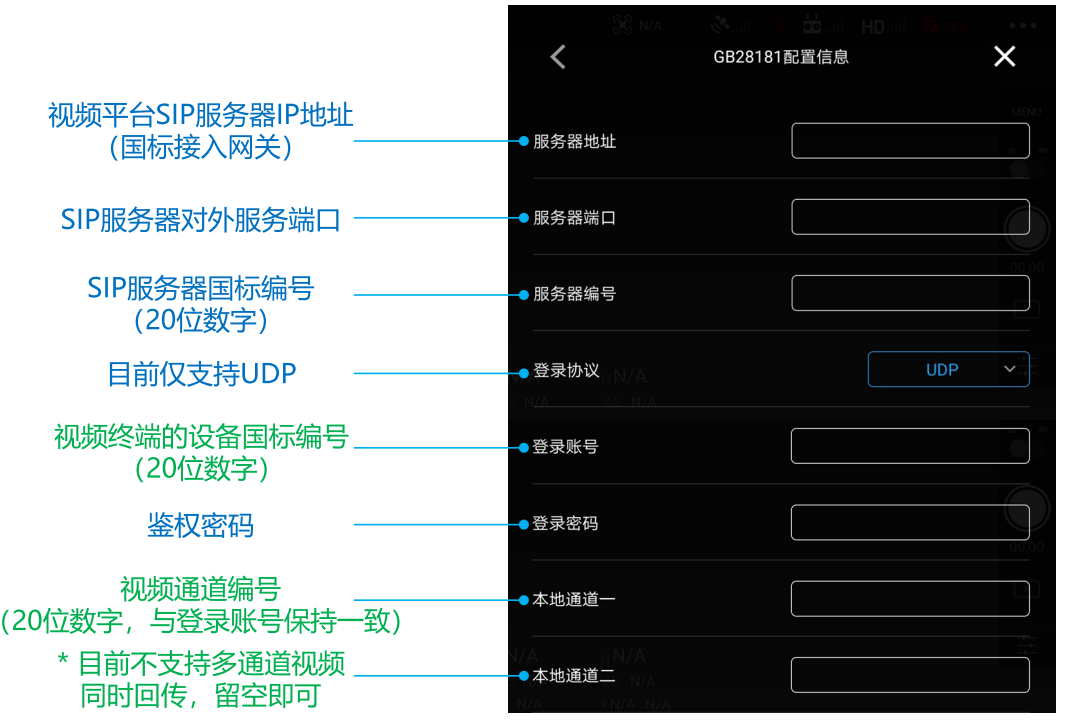 N/A
HD
N/A
GB28181配置信息
MENU
视频平台SIP服务器IP地址
(国标接入网关)
服务器地址
SIP服务器对外服务端口
服务器端口
00:00
SIP服务器国标编号
(20位数字)
服务器编号
目前仅支持UDP
登录协议
UDP
N/A
H N/A
N/A
V.S: N/A
视频终端的设备国标编号
(20位数字)
登录账号
鉴权密码
登录密码
00:00
视频通道编号
(20位数字，与登录账号保持一致)
本地通道一
* 目前不支持多通道视频
同时回传，留空即可
本地通道二
N/A
H N/A
N/A
N/A
N/A
N/A, N/A